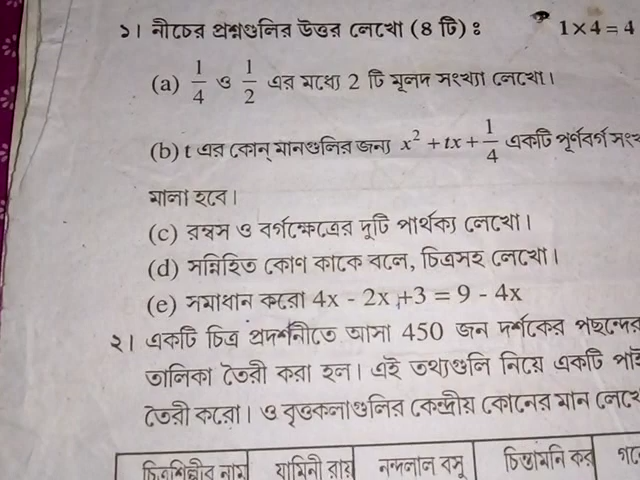 ১। নীচের প্রশ্নগুলির উত্তর লেখো (৪ টি) ঃ 1×4=4
(a) 1/4 ও 1/2 এর মধ্যে 2 টি মূলদ সংখ্যা লেখো।
(b) t এর কোন্ মানগুলির জন্য x² + tx + 1/4 একটি পূর্ণবর্গ
মানা হবে।
(c) রম্বস ও বর্গক্ষেত্রের দুটি পার্থক্য লেখো।
(d) সন্নিহিত কোণ কাকে বলে, চিত্রসহ লেখো।
(e) সমাধান করো 4x - 2x +3 = 9 - 4x
২। একটি চিত্র প্রদর্শনীতে আসা 450 জন দর্শকের পছন্দের
তালিকা তৈরী করা হল। এই তথ্যগুলি নিয়ে একটি
তৈরী করো। ও বৃত্তকলাগুলির কেন্দ্রীয় কোনের মান
চিত্রশিল্পীর নাম যামিনী রায় নন্দলাল বসু চিন্তামনি কর